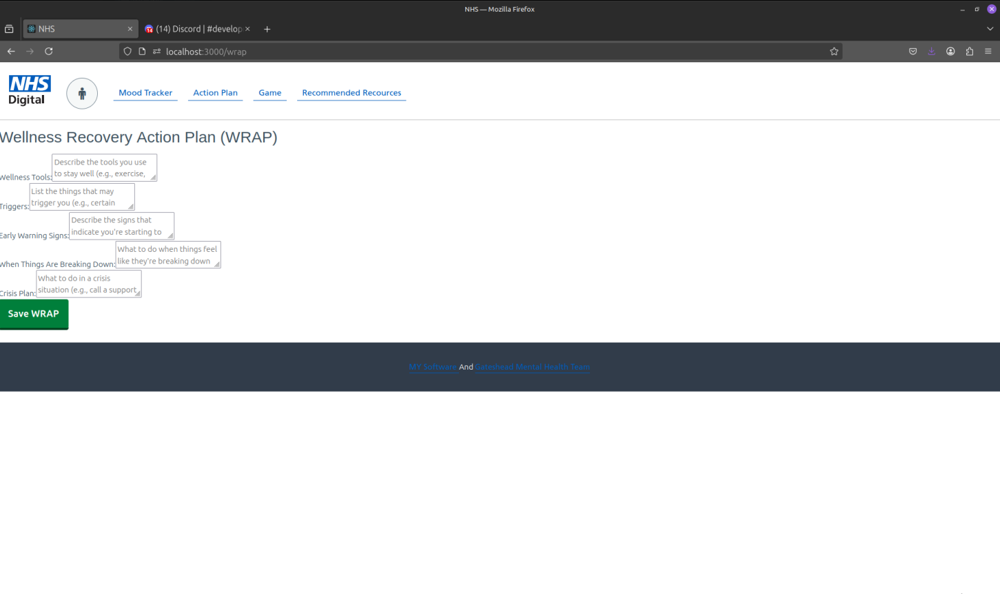 NHS — Mozilla Firefox
NHS
(14) Discord | #develop
localhost:3000/wrap
NHS
Digital
Mood Tracker
Action Plan
Game
Recommended Recources
Wellness Recovery Action Plan (WRAP)
Wellness Tools:
Describe the tools you use
to stay well (e.g., exercise,
Triggers:
List the things that may
trigger you (e.g., certain
Early Warning Signs:
Describe the signs that
indicate you're starting to
When Things Are Breaking Down:
What to do when things feel
like they're breaking down
Crisis Plan:
What to do in a crisis
situation (e.g., call a support
Save WRAP
MY Software And Gateshead Mental Health Team